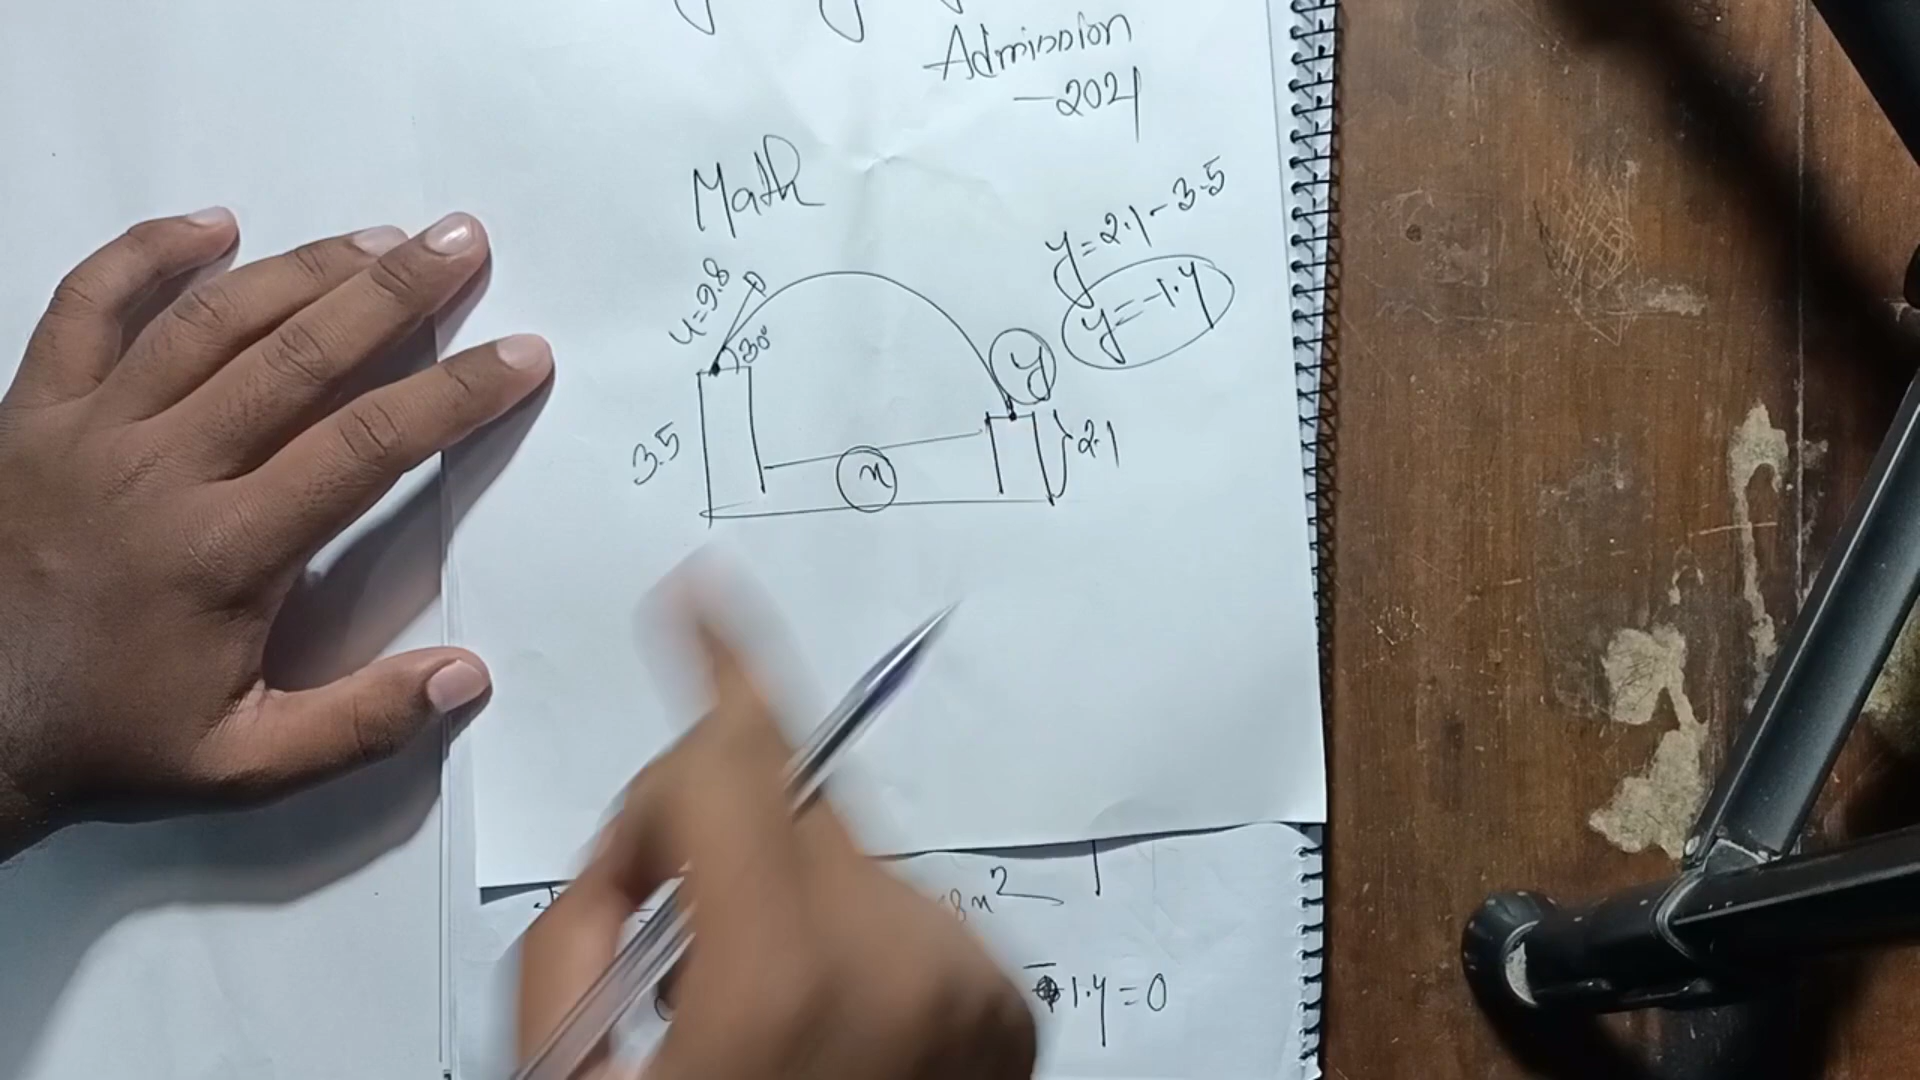 Admission
-2021
Math
y=2.1-3.5
y=-1.4
u=9.8
30°
y
3.5
x
2.1
8x²
-1.4=0